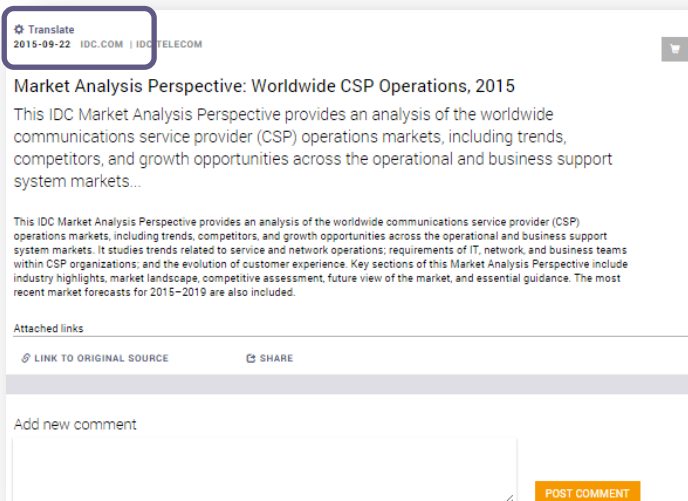 Translate
2015-09-22 IDC.COM | IDC TELECOM
Market Analysis Perspective: Worldwide CSP Operations, 2015
This IDC Market Analysis Perspective provides an analysis of the worldwide
communications service provider (CSP) operations markets, including trends,
competitors, and growth opportunities across the operational and business support
system markets...
This IDC Market Analysis Perspective provides an analysis of the worldwide communications service provider (CSP)
operations markets, including trends, competitors, and growth opportunities across the operational and business support
system markets. It studies trends related to service and network operations; requirements of IT, network, and business teams
within CSP organizations; and the evolution of customer experience. Key sections of this Market Analysis Perspective include
industry highlights, market landscape, competitive assessment, future view of the market, and essential guidance. The most
recent market forecasts for 2015–2019 are also included.
Attached links
LINK TO ORIGINAL SOURCE SHARE
Add new comment
POST COMMENT